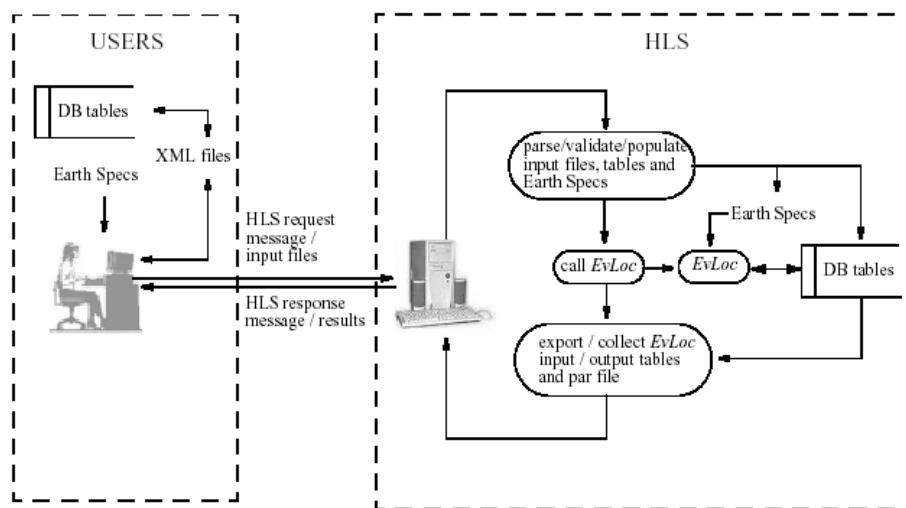 USERS
DB tables
XML files
Earth Specs
HLS request
message /
input files
HLS response
message / results
HLS
parse/validate/populate
input files, tables and
Earth Specs
Earth Specs
call EvLoc
EvLoc
DB tables
export / collect EvLoc
input / output tables
and par file